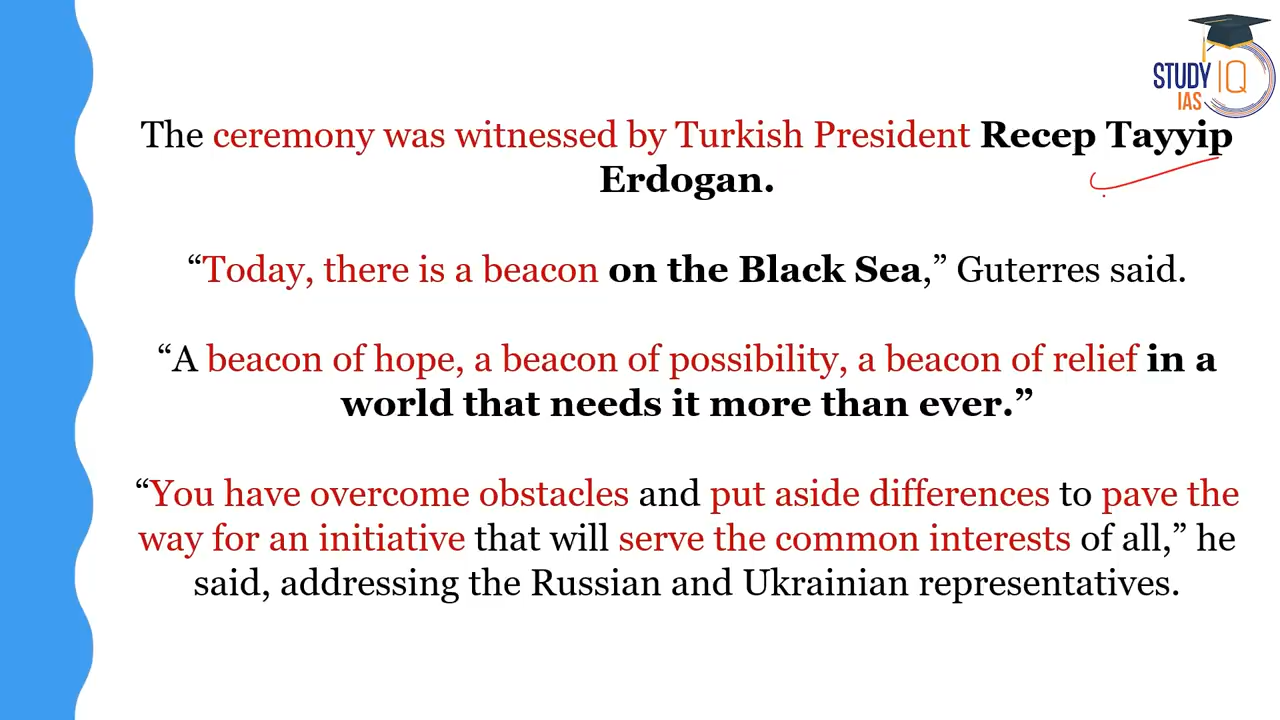 STUDY IQ
IAS
The ceremony was witnessed by Turkish President Recep Tayyip
Erdogan.
“Today, there is a beacon on the Black Sea,” Guterres said.
“A beacon of hope, a beacon of possibility, a beacon of relief in a
world that needs it more than ever.”
“You have overcome obstacles and put aside differences to pave the
way for an initiative that will serve the common interests of all,” he
said, addressing the Russian and Ukrainian representatives.